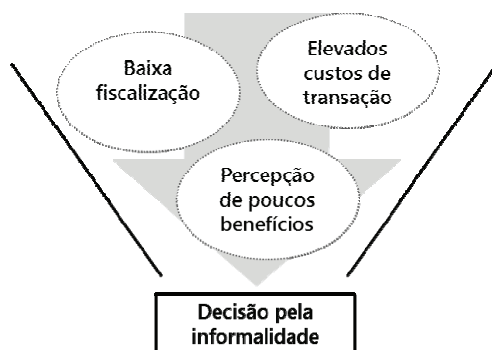 Baixa
fiscalização
Elevados
custos de
transação
Percepção
de poucos
benefícios
Decisão pela
informalidade